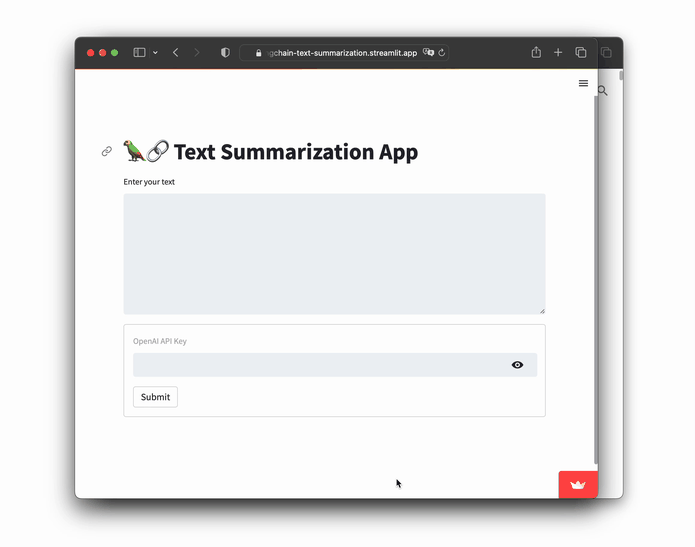 gchain-text-summarization.streamlit.app
Text Summarization App
Enter your text
OpenAI API Key
Submit